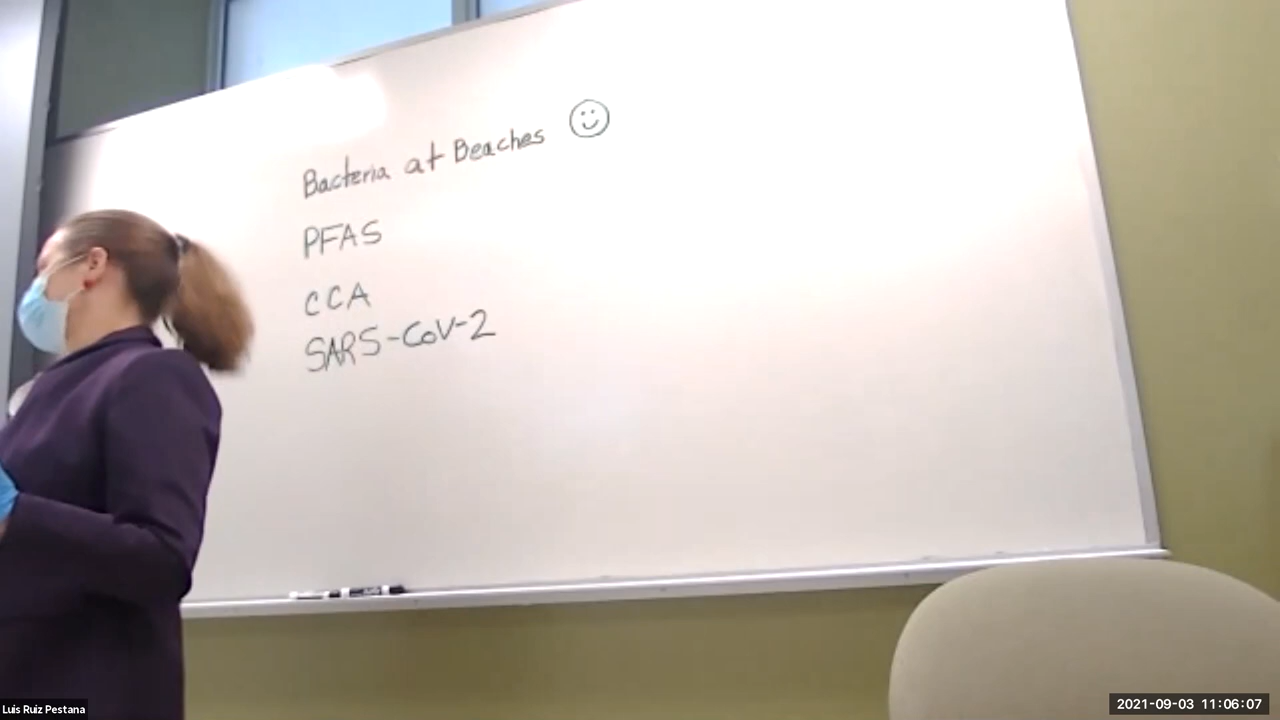 Bacteria at Beaches
PFAS
CCA
SARS-CoV-2
Luis Ruiz Pestana
2021-09-03 11:06:07